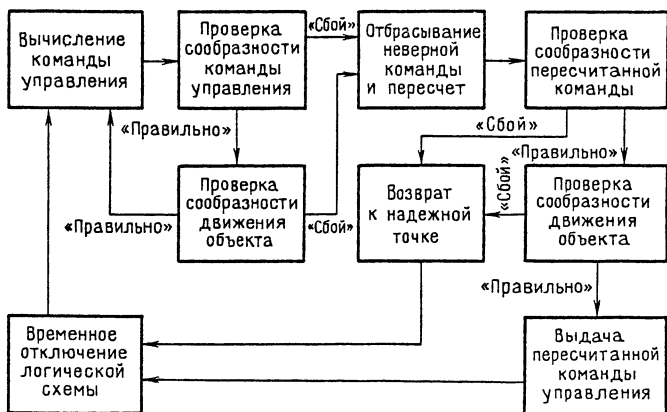 Вычисление
команды
управления
Проверка
сообразности
команды
управления
«Сбой»
Отбрасывание
неверной
команды
и пересчет
Проверка
сообразности
пересчитанной
команды
«Правильно»
«Сбой»
«Правильно»
«Правильно»
Проверка
сообразности
движения
объекта
«Сбой»
Возврат
к надежной
точке
«Сбой»
Проверка
сообразности
движения
объекта
«Правильно»
Временное
отключение
логической
схемы
Выдача
пересчитанной
команды
управления